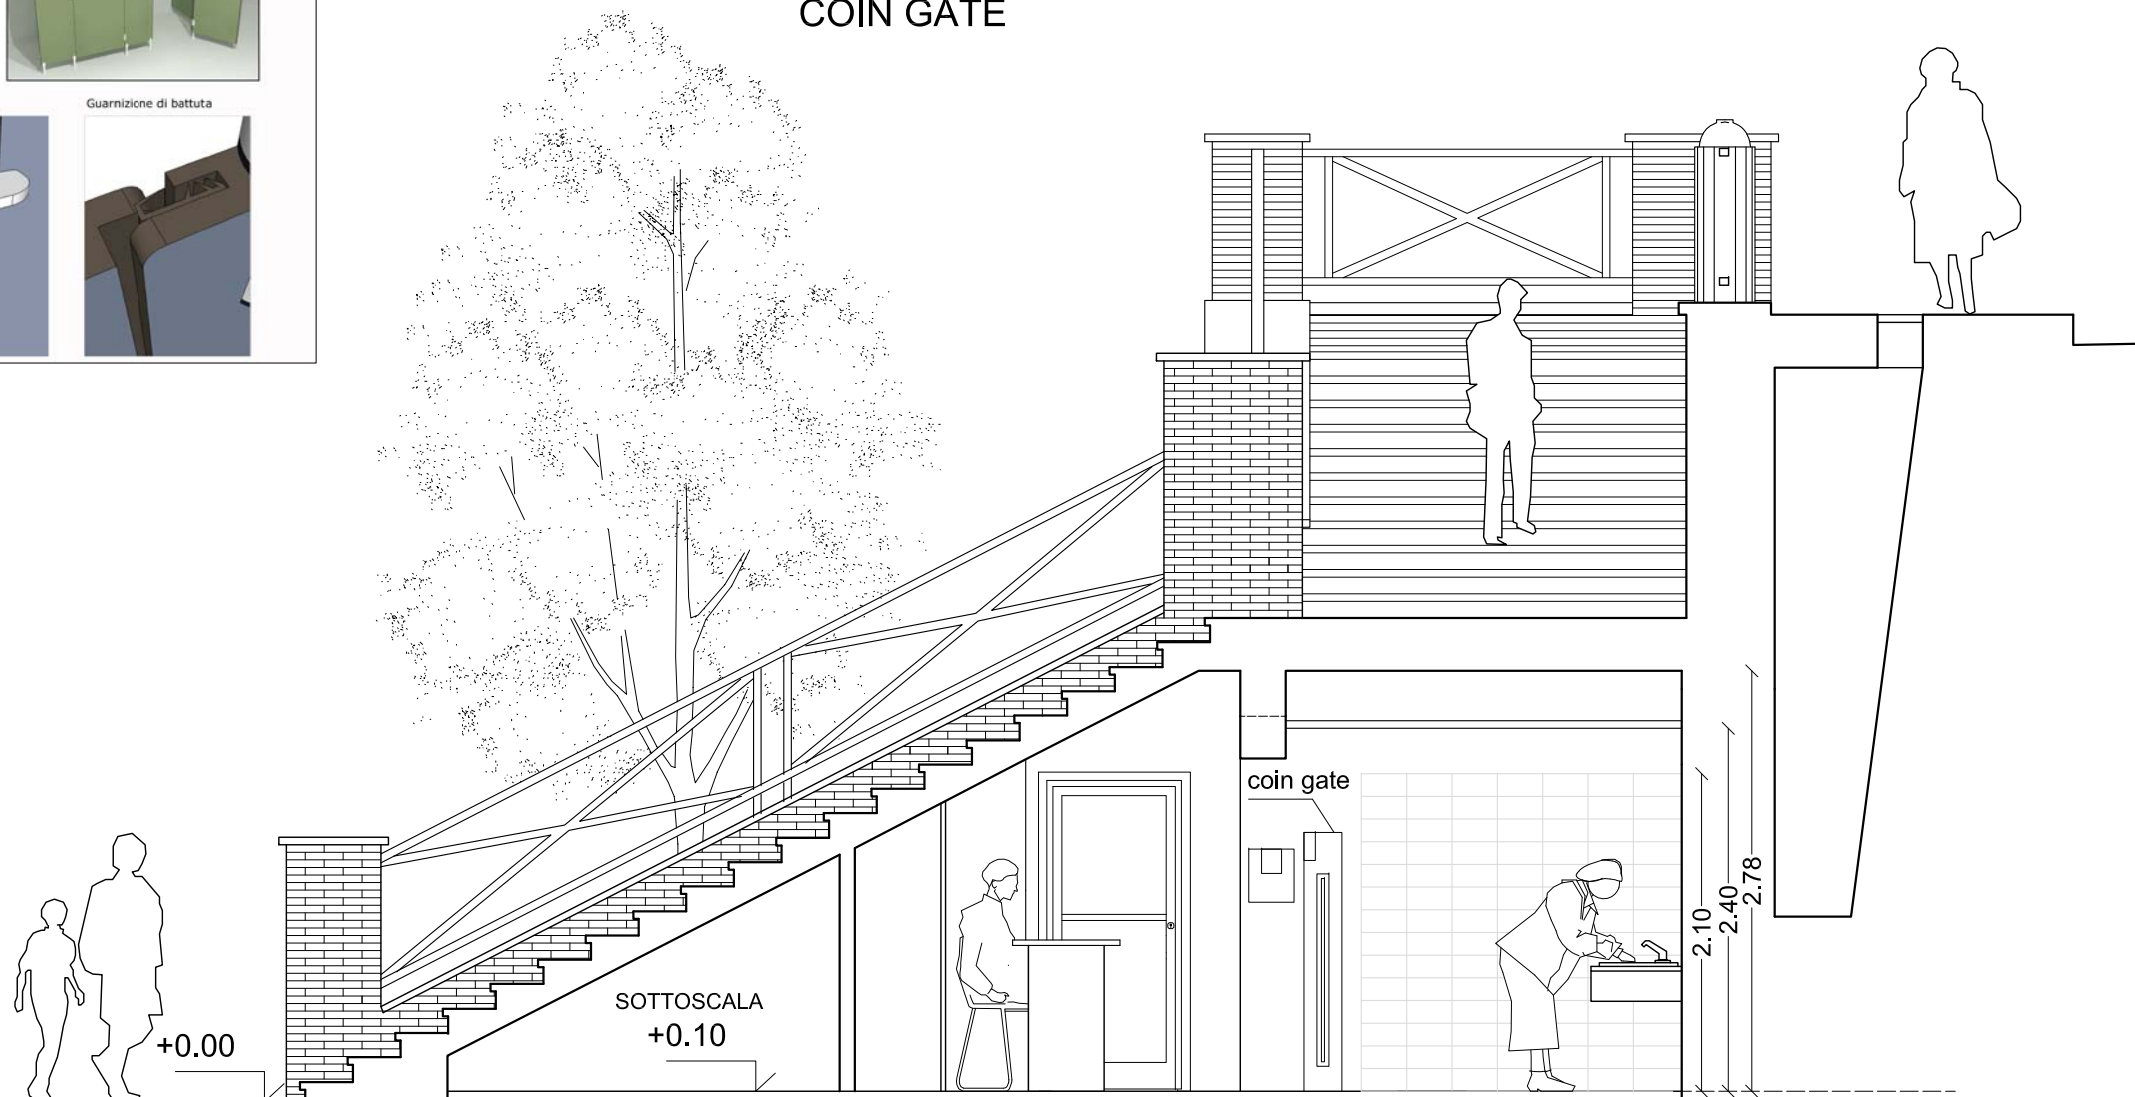 COIN GATE
Guarnizione di battuta
coin gate
2.10
2.40
2.78
SOTTOSCALA
+0.10
+0.00